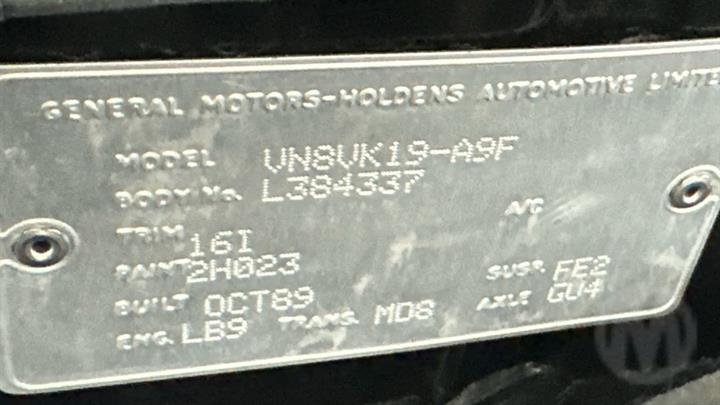 GENERAL MOTORS-HOLDENS AUTOMOTIVE LIMITE
MODEL VN8VK19-A9F
BODY No. L384337
A/C
TRIM 16I
PAINT 2H023 SUSP. FE2
BUILT OCT89 AXLE GU4
ENG. LB9 TRANS. MD8
M